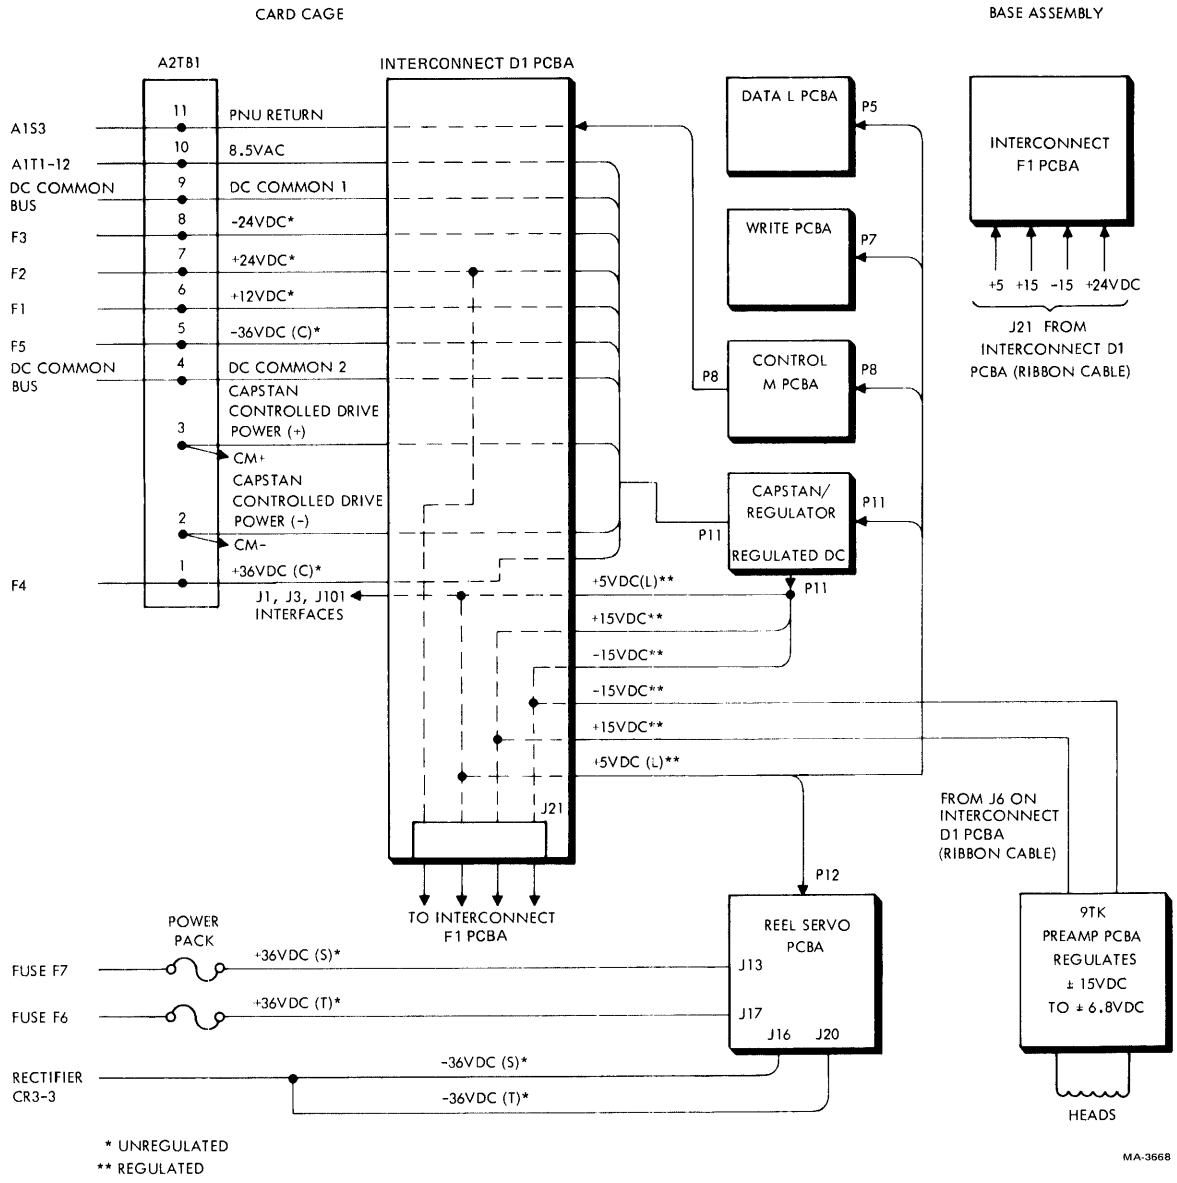 CARD CAGE
BASE ASSEMBLY
A2TB1
INTERCONNECT D1 PCBA
11
PNU RETURN
A1S3
10
8.5VAC
A1T1-12
9
DC COMMON 1
DC COMMON
BUS
8
-24VDC*
F3
7
+24VDC*
F2
6
+12VDC*
F1
5
-36VDC (C)*
F5
4
DC COMMON 2
DC COMMON
BUS
CAPSTAN
CONTROLLED DRIVE
POWER (+)
3
CM+
CAPSTAN
CONTROLLED DRIVE
POWER (-)
2
CM-
1
+36VDC (C)*
F4
J1, J3, J101
INTERFACES
DATA L PCBA
P5
WRITE PCBA
P7
CONTROL
M PCBA
P8
P8
CAPSTAN/
REGULATOR
REGULATED DC
P11
P11
P11
INTERCONNECT
F1 PCBA
+5 +15 -15 +24VDC
J21 FROM
INTERCONNECT D1
PCBA (RIBBON CABLE)
+5VDC(L)**
+15VDC**
-15VDC**
-15VDC**
+15VDC**
+5VDC (L)**
J21
TO INTERCONNECT
F1 PCBA
FROM J6 ON
INTERCONNECT
D1 PCBA
(RIBBON CABLE)
P12
REEL SERVO
PCBA
J13
J17
J16 J20
9TK
PREAMP PCBA
REGULATES
± 15VDC
TO ± 6.8VDC
HEADS
POWER
PACK
FUSE F7
+36VDC (S)*
FUSE F6
+36VDC (T)*
RECTIFIER
CR3-3
-36VDC (S)*
-36VDC (T)*
* UNREGULATED
** REGULATED
MA-3668